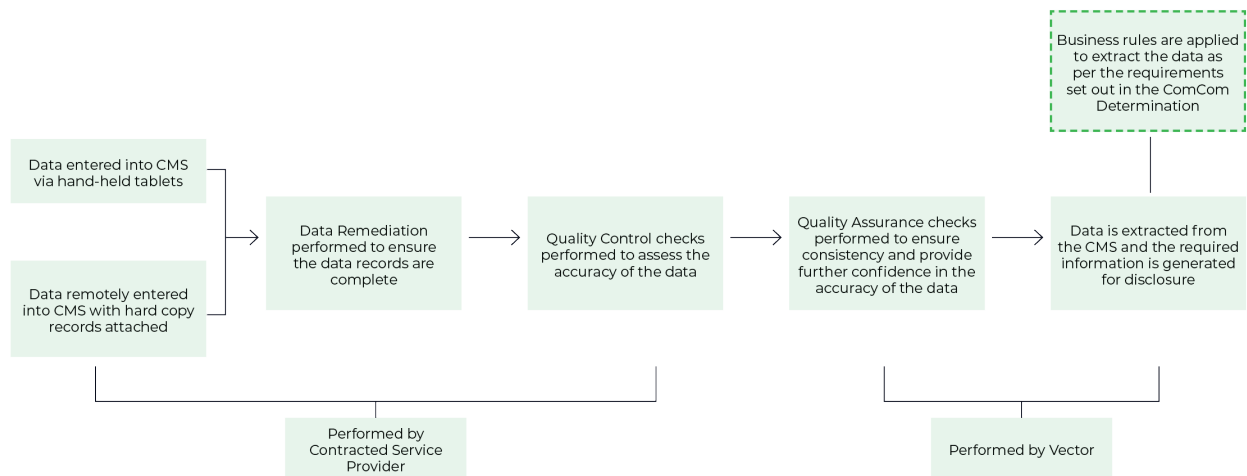 Business rules are applied
to extract the data as
per the requirements
set out in the ComCom
Determination
Data entered into CMS
via hand-held tablets
Data remotely entered
into CMS with hard copy
records attached
Data Remediation
performed to ensure
the data records are
complete
Quality Control checks
performed to assess the
accuracy of the data
Quality Assurance checks
performed to ensure
consistency and provide
further confidence in the
accuracy of the data
Data is extracted from
the CMS and the required
information is generated
for disclosure
Performed by
Contracted Service
Provider
Performed by Vector